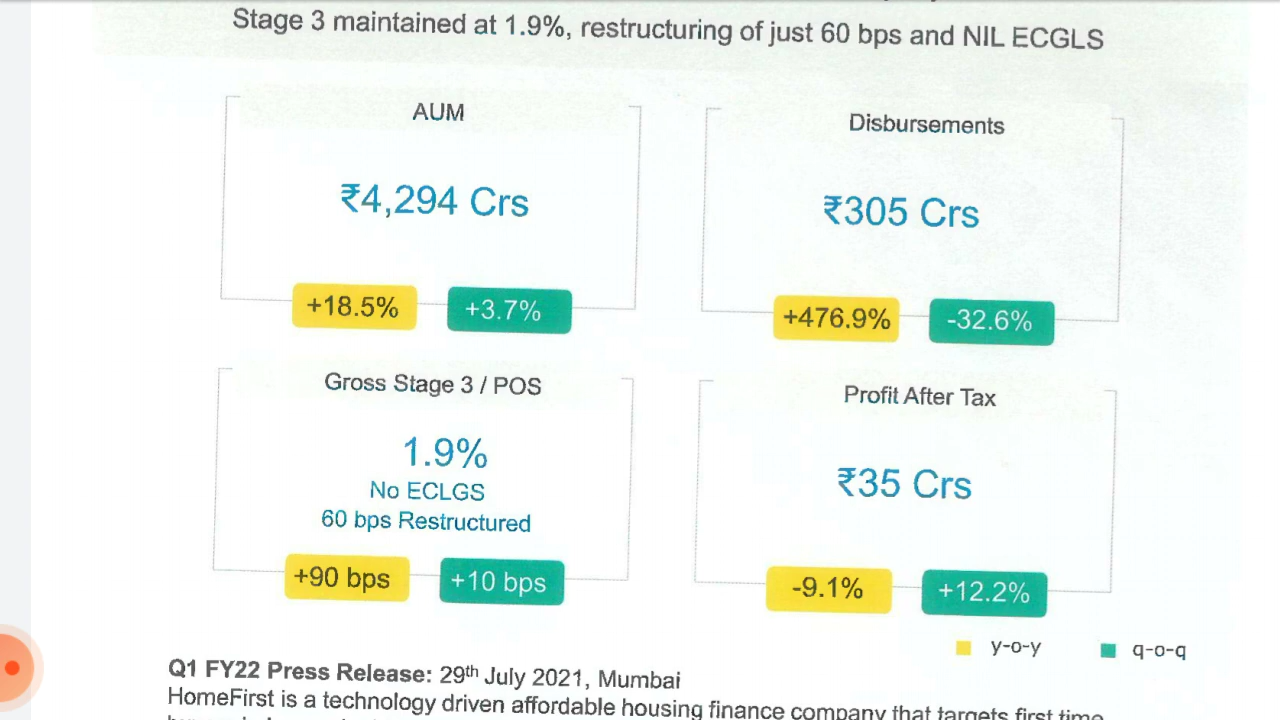 Stage 3 maintained at 1.9%, restructuring of just 60 bps and NIL ECGLS
AUM
₹4,294 Crs
+18.5%
+3.7%
Disbursements
₹305 Crs
+476.9%
-32.6%
Gross Stage 3 / POS
1.9%
No ECLGS
60 bps Restructured
+90 bps
+10 bps
Profit After Tax
₹35 Crs
-9.1%
+12.2%
y-o-y
q-o-q
Q1 FY22 Press Release: 29th July 2021, Mumbai
HomeFirst is a technology driven affordable housing finance company that targets first time